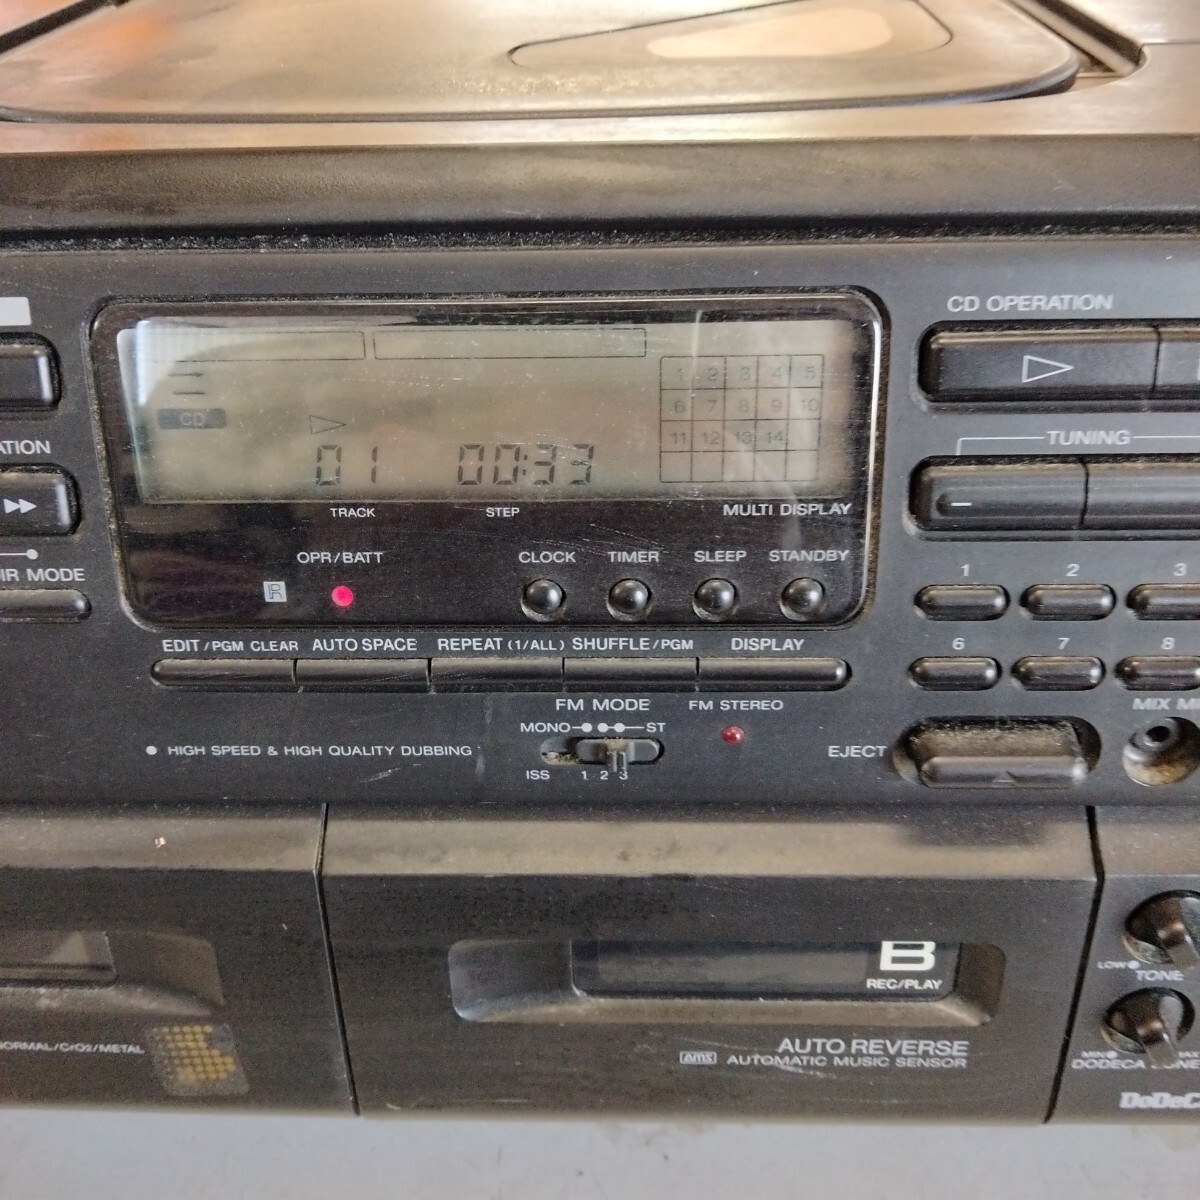 CD OPERATION
1 2 3 4 5
6 7 8 9 10
11 12 13 14
CD
01 00:33
TRACK STEP MULTI DISPLAY
TUNING
ATION
OPR/BATT CLOCK TIMER SLEEP STANDBY
IR MODE
R
1 2 3
EDIT/PGM CLEAR AUTO SPACE REPEAT (1/ALL) SHUFFLE/PGM DISPLAY
6 7 8
FM MODE FM STEREO
MIX MI
MONO ST
HIGH SPEED & HIGH QUALITY DUBBING
EJECT
ISS 1 2 3
B
REC/PLAY
LOW
TONE
NORMAL/CrO2/METAL
AUTO REVERSE
AMS AUTOMATIC MUSIC SENSOR
MIN
DODECA
DoDeC